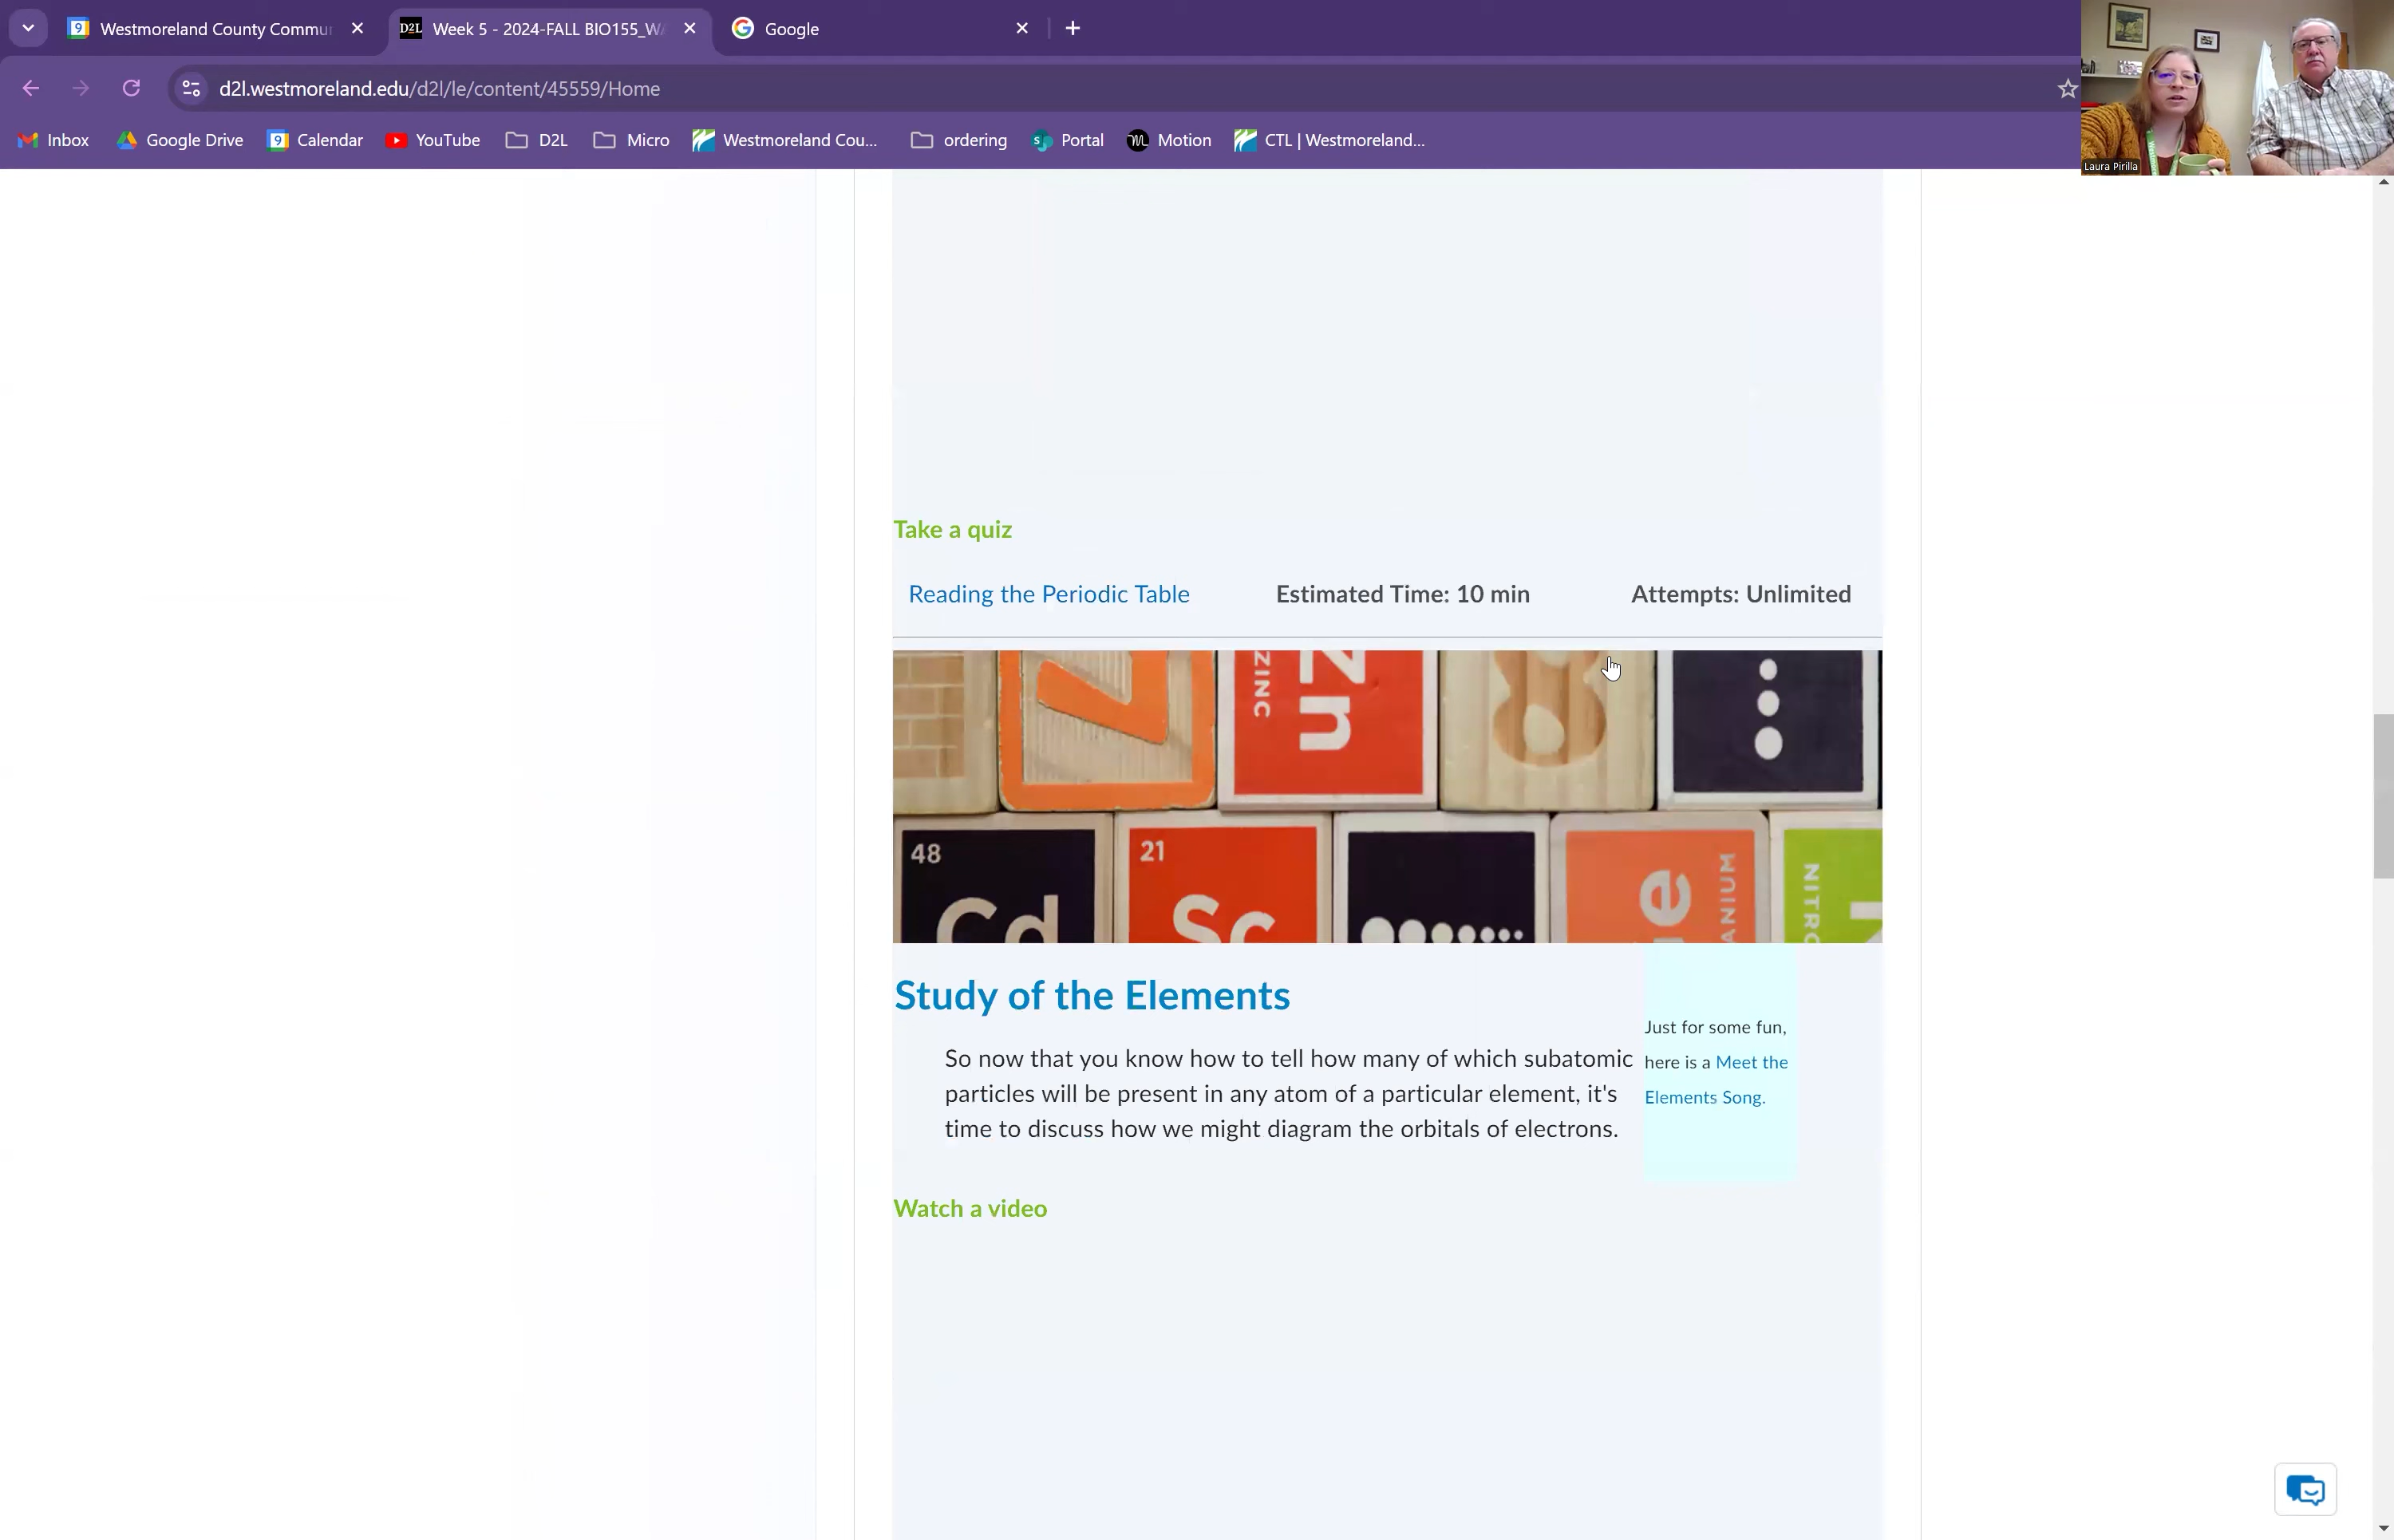 Westmoreland County Commu
D2L Week 5 - 2024-FALL BIO155_W
Google
d2l.westmoreland.edu/d2l/le/content/45559/Home
Inbox
Google Drive
Calendar
YouTube
D2L
Micro
Westmoreland Cou...
ordering
Portal
Motion
CTL | Westmoreland...
Laura Pirilla
Take a quiz
Reading the Periodic Table
Estimated Time: 10 min
Attempts: Unlimited
ZINC
Zn
48
Cd
21
Sc
e
ANIUM
NITRO
Study of the Elements
So now that you know how to tell how many of which subatomic
particles will be present in any atom of a particular element, it's
time to discuss how we might diagram the orbitals of electrons.
Just for some fun,
here is a Meet the
Elements Song.
Watch a video